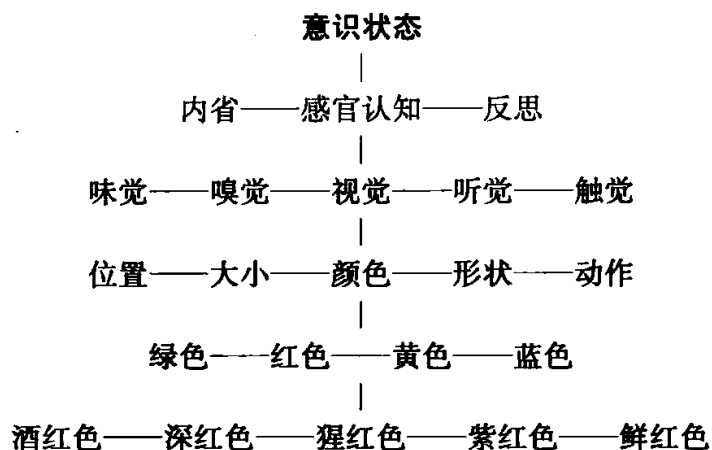 意识状态
内省——感官认知——反思
味觉——嗅觉——视觉——听觉——触觉
位置——大小——颜色——形状——动作
绿色——红色——黄色——蓝色
酒红色——深红色——猩红色——紫红色——鲜红色